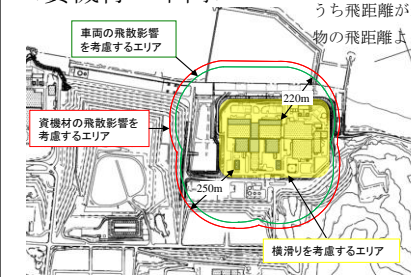 うち飛距離が
物の飛距離よ
車両の飛散影響
を考慮するエリア
220m
資機材の飛散影響を
考慮するエリア
250m
横滑りを考慮するエリア